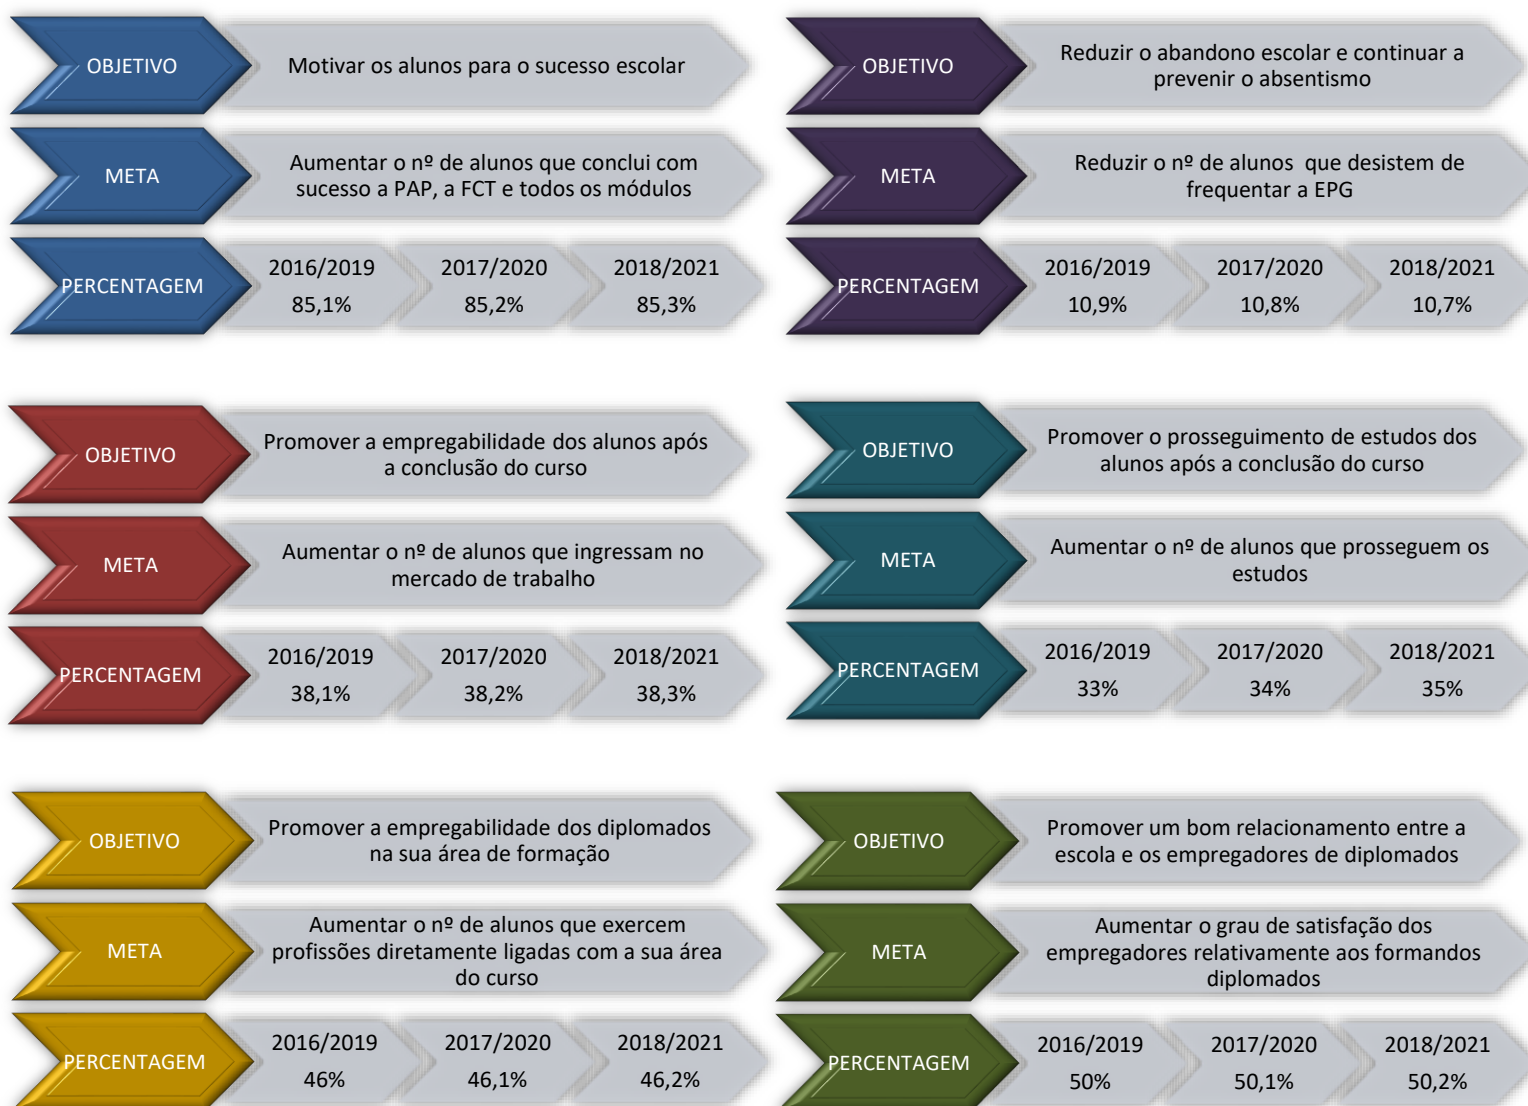 OBJETIVO
Motivar os alunos para o sucesso escolar
META
Aumentar o nº de alunos que conclui com
sucesso a PAP, a FCT e todos os módulos
PERCENTAGEM
2016/2019
85,1%
2017/2020
85,2%
2018/2021
85,3%
OBJETIVO
Reduzir o abandono escolar e continuar a
prevenir o absentismo
META
Reduzir o nº de alunos que desistem de
frequentar a EPG
PERCENTAGEM
2016/2019
10,9%
2017/2020
10,8%
2018/2021
10,7%
OBJETIVO
Promover a empregabilidade dos alunos após
a conclusão do curso
META
Aumentar o nº de alunos que ingressam no
mercado de trabalho
PERCENTAGEM
2016/2019
38,1%
2017/2020
38,2%
2018/2021
38,3%
OBJETIVO
Promover o prosseguimento de estudos dos
alunos após a conclusão do curso
META
Aumentar o nº de alunos que prosseguem os
estudos
PERCENTAGEM
2016/2019
33%
2017/2020
34%
2018/2021
35%
OBJETIVO
Promover a empregabilidade dos diplomados
na sua área de formação
META
Aumentar o nº de alunos que exercem
profissões diretamente ligadas com a sua área
do curso
PERCENTAGEM
2016/2019
46%
2017/2020
46,1%
2018/2021
46,2%
OBJETIVO
Promover um bom relacionamento entre a
escola e os empregadores de diplomados
META
Aumentar o grau de satisfação dos
empregadores relativamente aos formandos
diplomados
PERCENTAGEM
2016/2019
50%
2017/2020
50,1%
2018/2021
50,2%